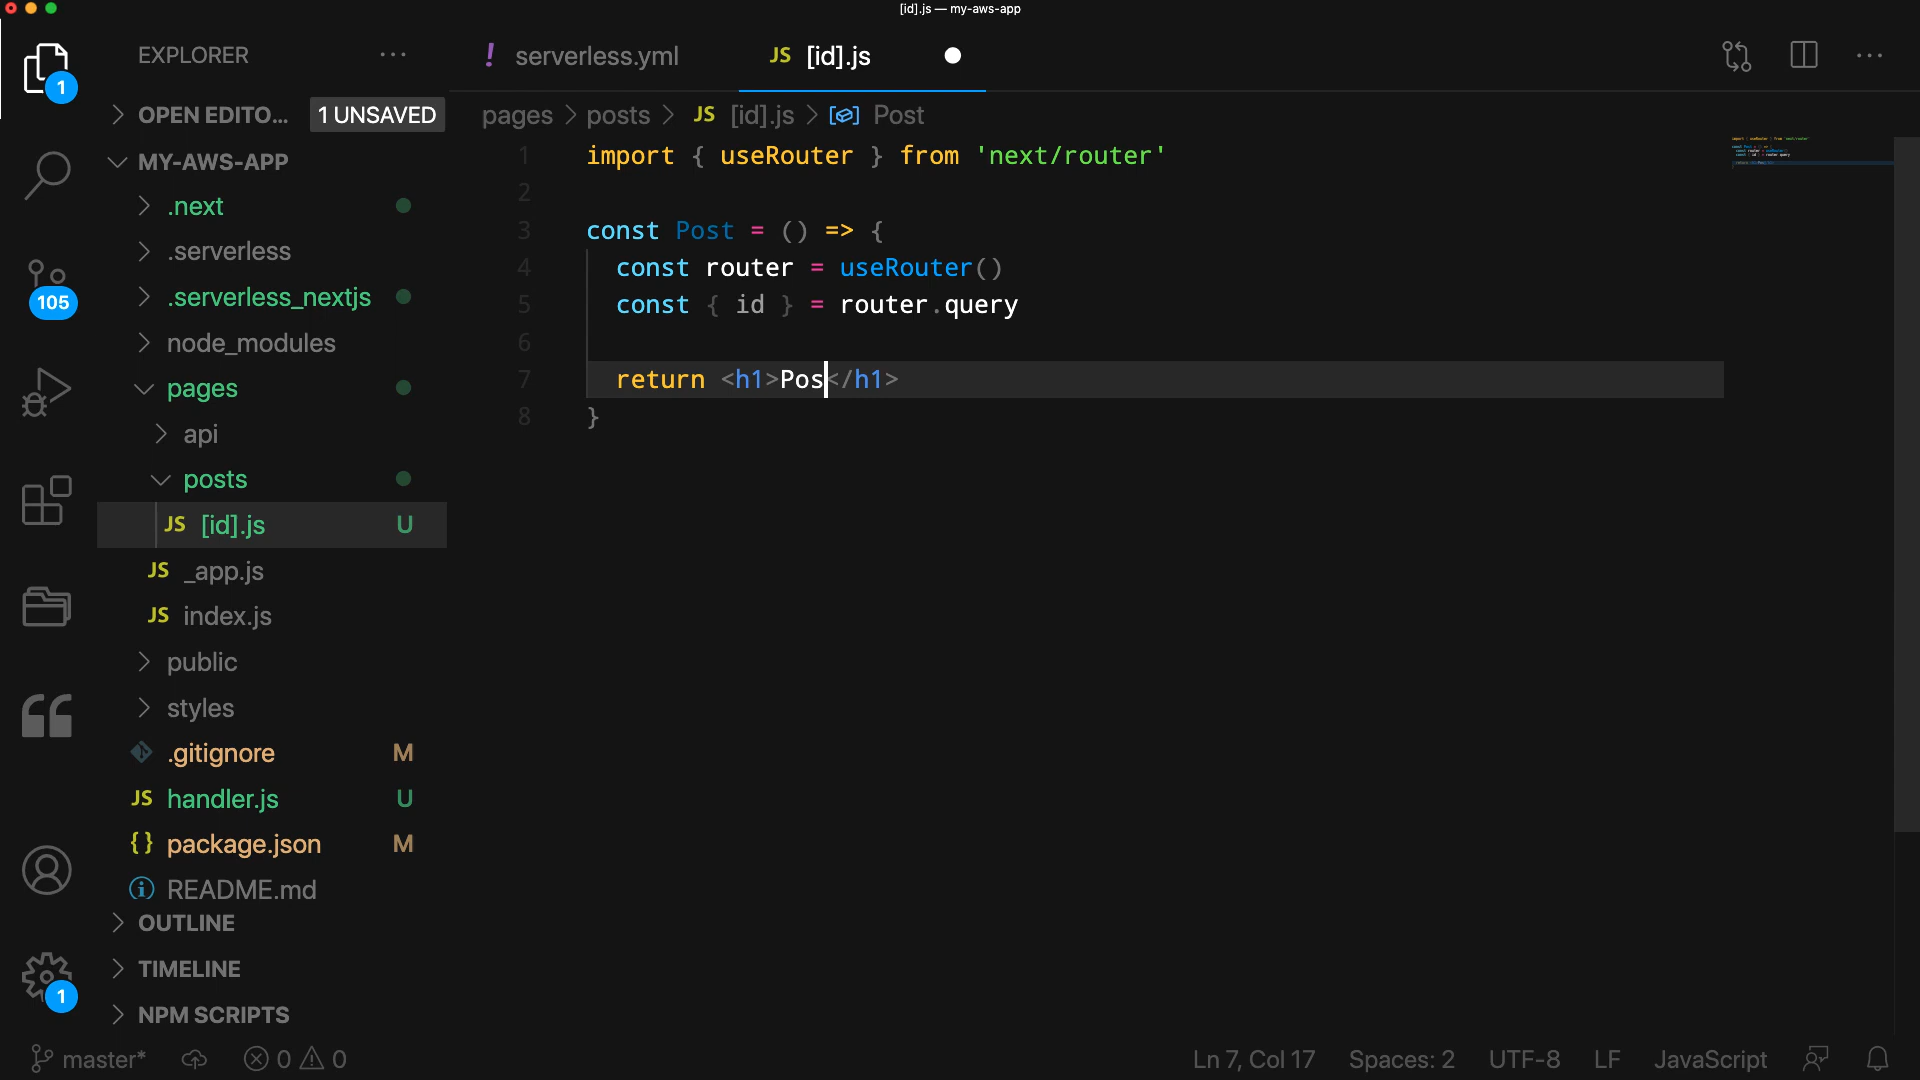 [id].js — my-aws-app
EXPLORER
! serverless.yml
JS [id].js
1
OPEN EDITO... 1 UNSAVED
pages > posts > JS [id].js > Post
MY-AWS-APP
.next
.serverless
105
.serverless_nextjs
node_modules
pages
api
posts
JS [id].js U
JS _app.js
JS index.js
public
styles
.gitignore M
JS handler.js U
{} package.json M
README.md
OUTLINE
TIMELINE
1
NPM SCRIPTS
1 import { useRouter } from 'next/router'
2
3 const Post = () => {
4 const router = useRouter()
5 const { id } = router.query
6
7 return <h1>Pos</h1>
8 }
master* 0 0 Ln 7, Col 17 Spaces: 2 UTF-8 LF JavaScript